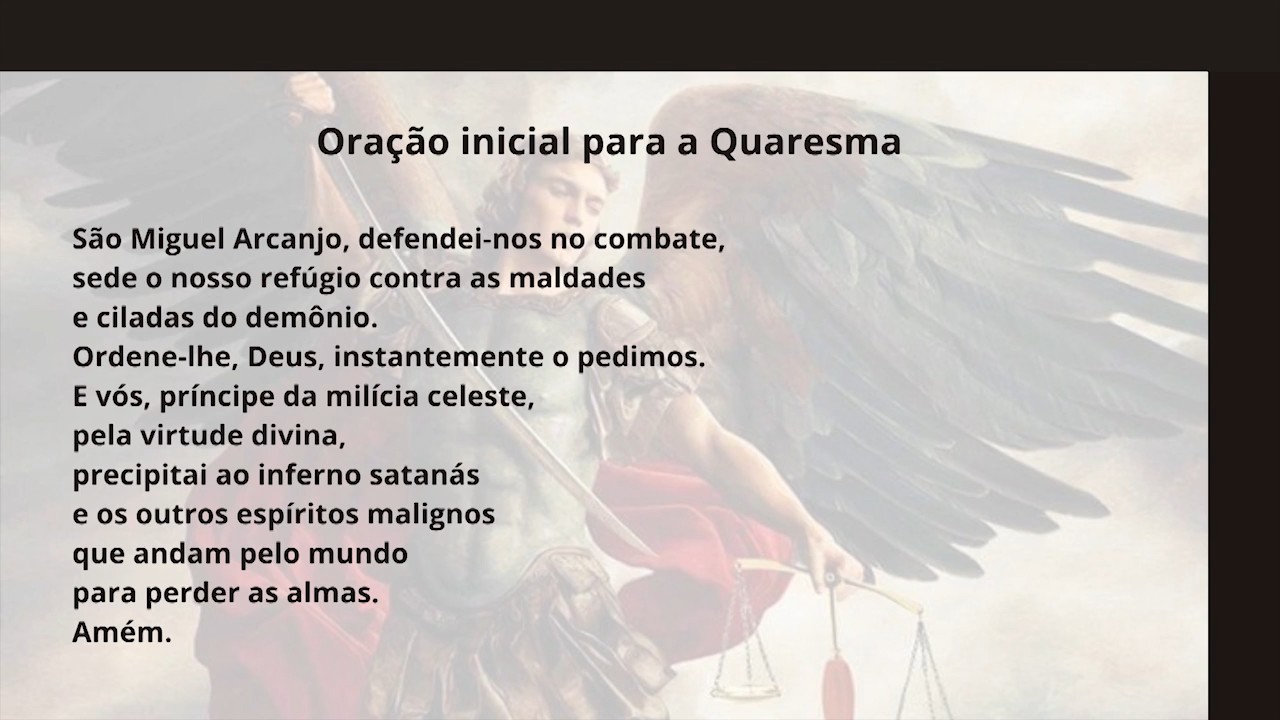 Oração inicial para a Quaresma
São Miguel Arcanjo, defendei-nos no combate,
sede o nosso refúgio contra as maldades
e ciladas do demônio.
Ordene-lhe, Deus, instantemente o pedimos.
E vós, príncipe da milícia celeste,
pela virtude divina,
precipitai ao inferno satanás
e os outros espíritos malignos
que andam pelo mundo
para perder as almas.
Amém.